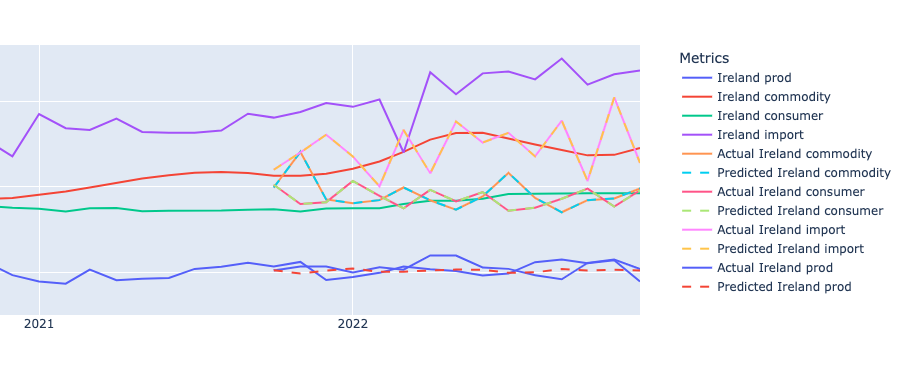 Metrics
Ireland prod
Ireland commodity
Ireland consumer
Ireland import
Actual Ireland commodity
Predicted Ireland commodity
Actual Ireland consumer
Predicted Ireland consumer
Actual Ireland import
Predicted Ireland import
Actual Ireland prod
Predicted Ireland prod
2021
2022